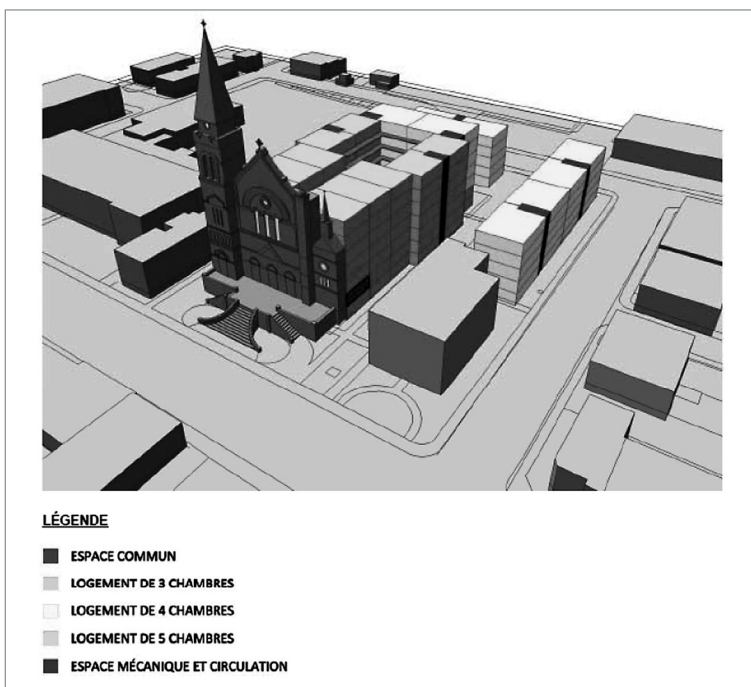 LÉGENDE
ESPACE COMMUN
LOGEMENT DE 3 CHAMBRES
LOGEMENT DE 4 CHAMBRES
LOGEMENT DE 5 CHAMBRES
ESPACE MÉCANIQUE ET CIRCULATION